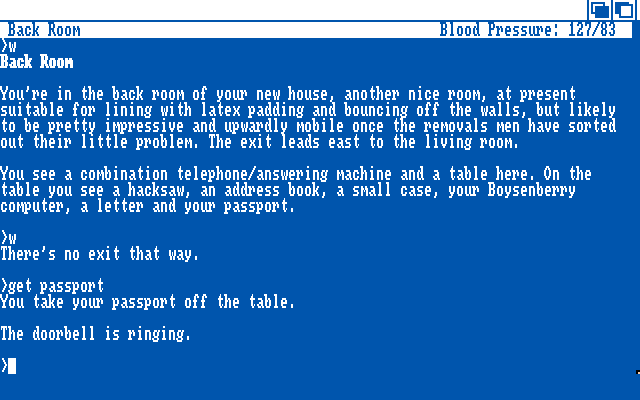 Back Room Blood Pressure: 127/83
>w
Back Room
You're in the back room of your new house, another nice room, at present
suitable for lining with latex padding and bouncing off the walls, but likely
to be pretty impressive and upwardly mobile once the removals men have sorted
out their little problem. The exit leads east to the living room.
You see a combination telephone/answering machine and a table here. On the
table you see a hacksaw, an address book, a small case, your Boysenberry
computer, a letter and your passport.
>w
There's no exit that way.
>get passport
You take your passport off the table.
The doorbell is ringing.
>